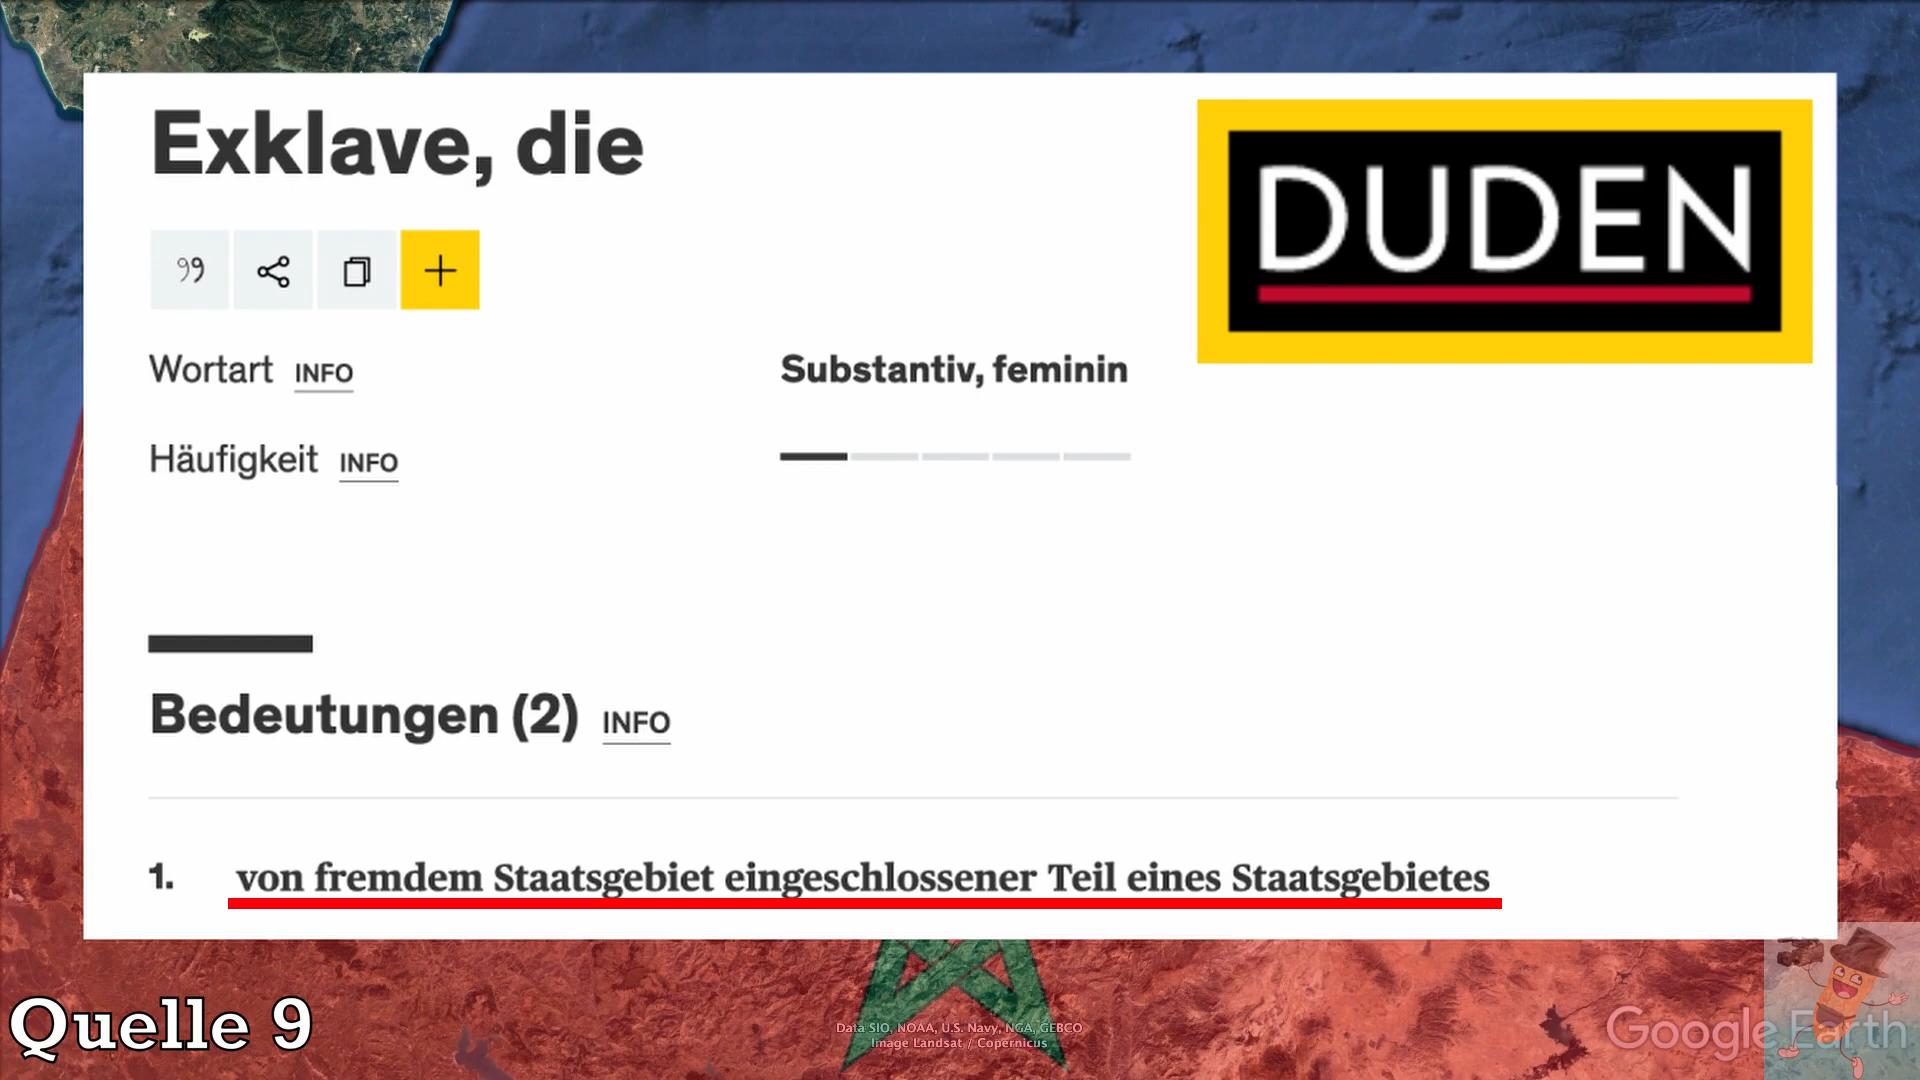 Exklave, die
DUDEN
Wortart INFO
Substantiv, feminin
Häufigkeit INFO
Bedeutungen (2) INFO
1. von fremdem Staatsgebiet eingeschlossener Teil eines Staatsgebietes
Quelle 9
Data SIO, NOAA, U.S. Navy, NGA, GEBCO
Image Landsat / Copernicus
Google Earth